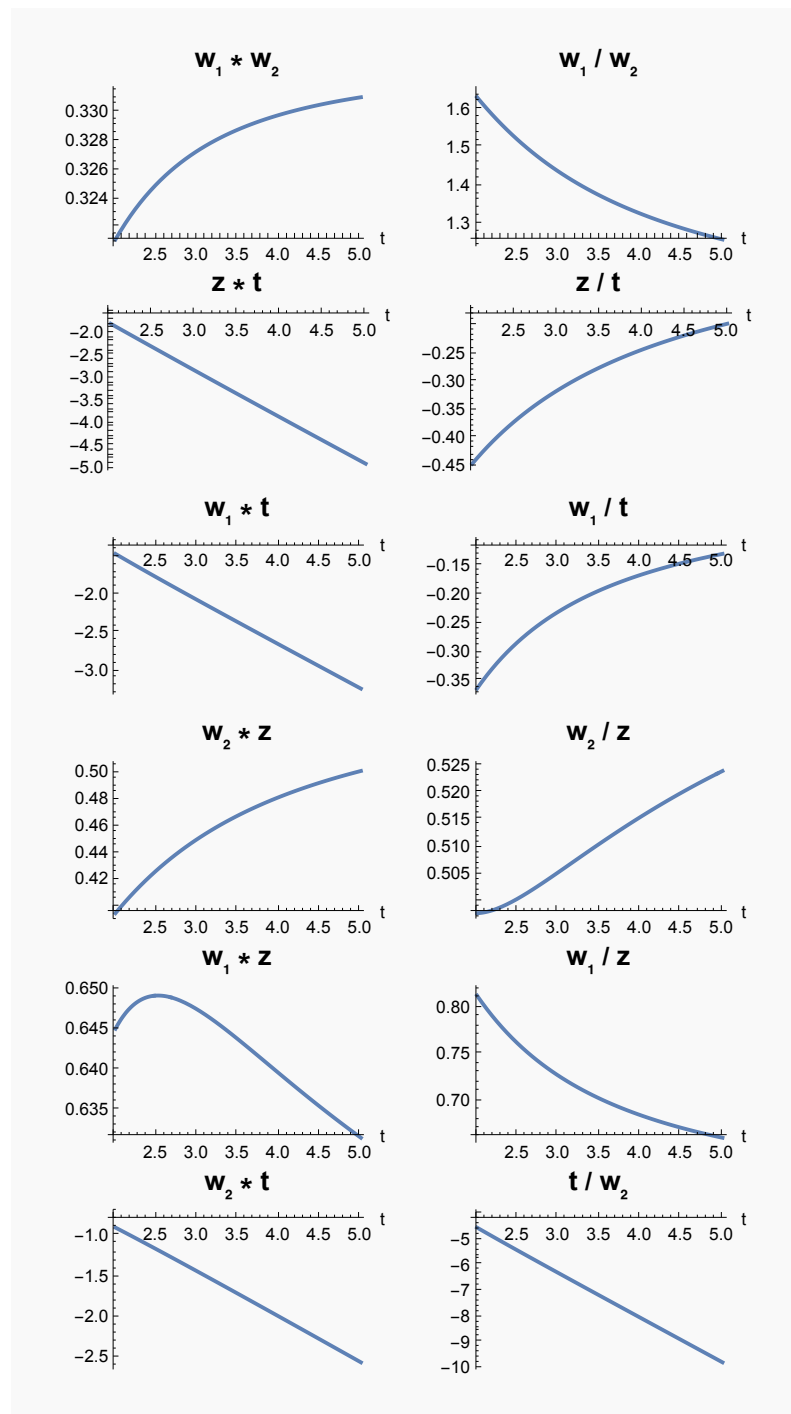 w₁ * w₂
w₁ / w₂
0.330
0.328
0.326
0.324
2.5 3.0 3.5 4.0 4.5 5.0 t
1.6
1.5
1.4
1.3
2.5 3.0 3.5 4.0 4.5 5.0 t
z * t
z / t
t
2.5 3.0 3.5 4.0 4.5 5.0
−2.0
−2.5
−3.0
−3.5
−4.0
−4.5
−5.0
t
2.5 3.0 3.5 4.0 4.5 5.0
−0.25
−0.30
−0.35
−0.40
−0.45
w₁ * t
w₁ / t
t
2.5 3.0 3.5 4.0 4.5 5.0
−2.0
−2.5
−3.0
t
2.5 3.0 3.5 4.0 4.5 5.0
−0.15
−0.20
−0.25
−0.30
−0.35
w₂ * z
w₂ / z
0.50
0.48
0.46
0.44
0.42
2.5 3.0 3.5 4.0 4.5 5.0 t
0.525
0.520
0.515
0.510
0.505
2.5 3.0 3.5 4.0 4.5 5.0 t
w₁ * z
w₁ / z
0.650
0.645
0.640
0.635
2.5 3.0 3.5 4.0 4.5 5.0 t
0.80
0.75
0.70
2.5 3.0 3.5 4.0 4.5 5.0 t
w₂ * t
t / w₂
t
2.5 3.0 3.5 4.0 4.5 5.0
−1.0
−1.5
−2.0
−2.5
t
2.5 3.0 3.5 4.0 4.5 5.0
−5
−6
−7
−8
−9
−10